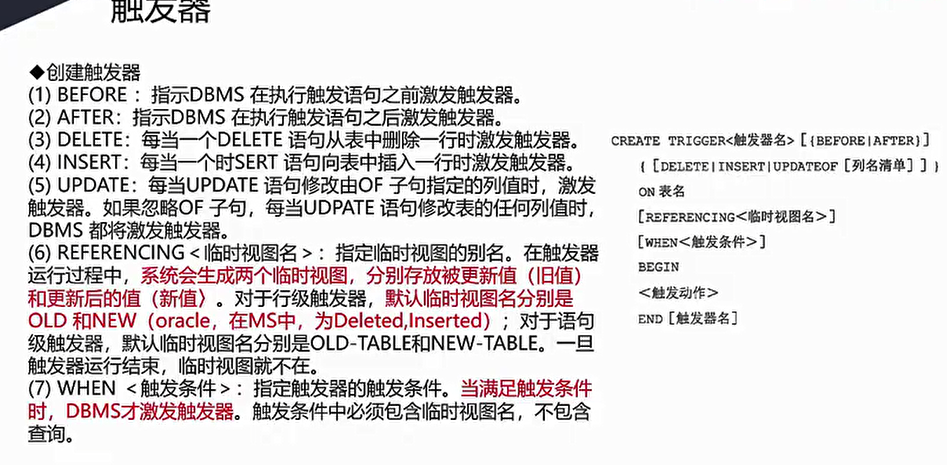 触发器
◆创建触发器
(1) BEFORE ：指示DBMS 在执行触发语句之前激发触发器。
(2) AFTER：指示DBMS 在执行触发语句之后激发触发器。
(3) DELETE：每当一个DELETE 语句从表中删除一行时激发触发器。
(4) INSERT：每当一个时SERT 语句向表中插入一行时激发触发器。
(5) UPDATE：每当UPDATE 语句修改由OF 子句指定的列值时，激发
触发器。如果忽略OF 子句，每当UDPATE 语句修改表的任何列值时，
DBMS 都将激发触发器。
(6) REFERENCING＜临时视图名＞：指定临时视图的别名。在触发器
运行过程中，系统会生成两个临时视图，分别存放被更新值（旧值）
和更新后的值（新值〉。对于行级触发器，默认临时视图名分别是
OLD 和NEW（oracle，在MS中，为Deleted,Inserted）；对于语句
级触发器，默认临时视图名分别是OLD-TABLE和NEW-TABLE。一旦
触发器运行结束，临时视图就不在。
(7) WHEN ＜触发条件＞：指定触发器的触发条件。当满足触发条件
时，DBMS才激发触发器。触发条件中必须包含临时视图名，不包含
查询。
CREATE TRIGGER<触发器名>［{BEFORE|AFTER}］
{［DELETE|INSERT|UPDATEOF［列名清单］］}
ON 表名
［REFERENCING<临时视图名>］
［WHEN<触发条件>］
BEGIN
<触发动作>
END［触发器名］